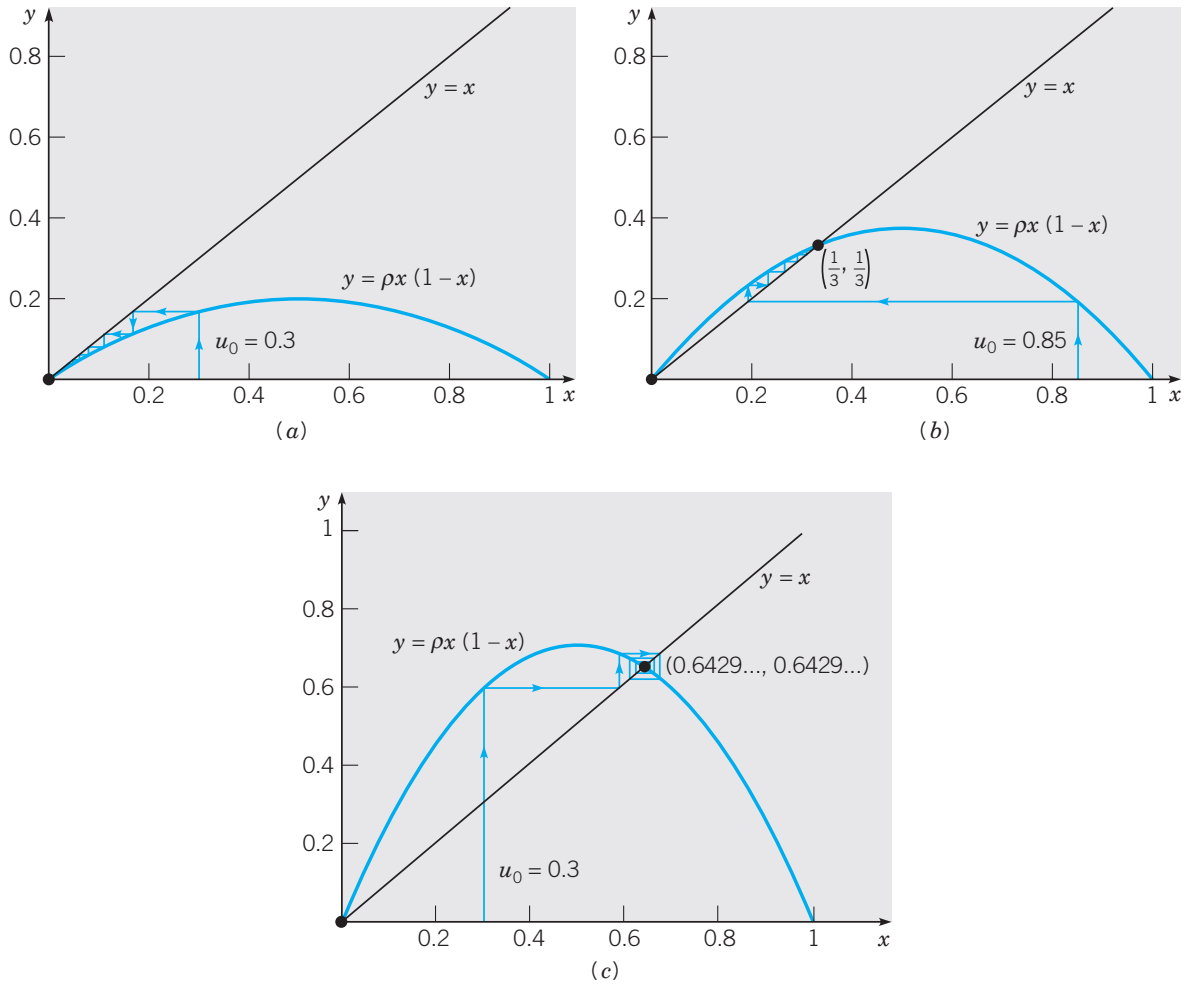 y
0.8
0.6
0.4
0.2
y = x
y = ρx (1 – x)
u₀ = 0.3
0.2 0.4 0.6 0.8 1 x
(a)
y
0.8
0.6
0.4
0.2
y = x
y = ρx (1 – x)
(1/3, 1/3)
u₀ = 0.85
0.2 0.4 0.6 0.8 1 x
(b)
y
1
0.8
0.6
0.4
0.2
y = x
y = ρx (1 – x)
(0.6429..., 0.6429...)
u₀ = 0.3
0.2 0.4 0.6 0.8 1 x
(c)